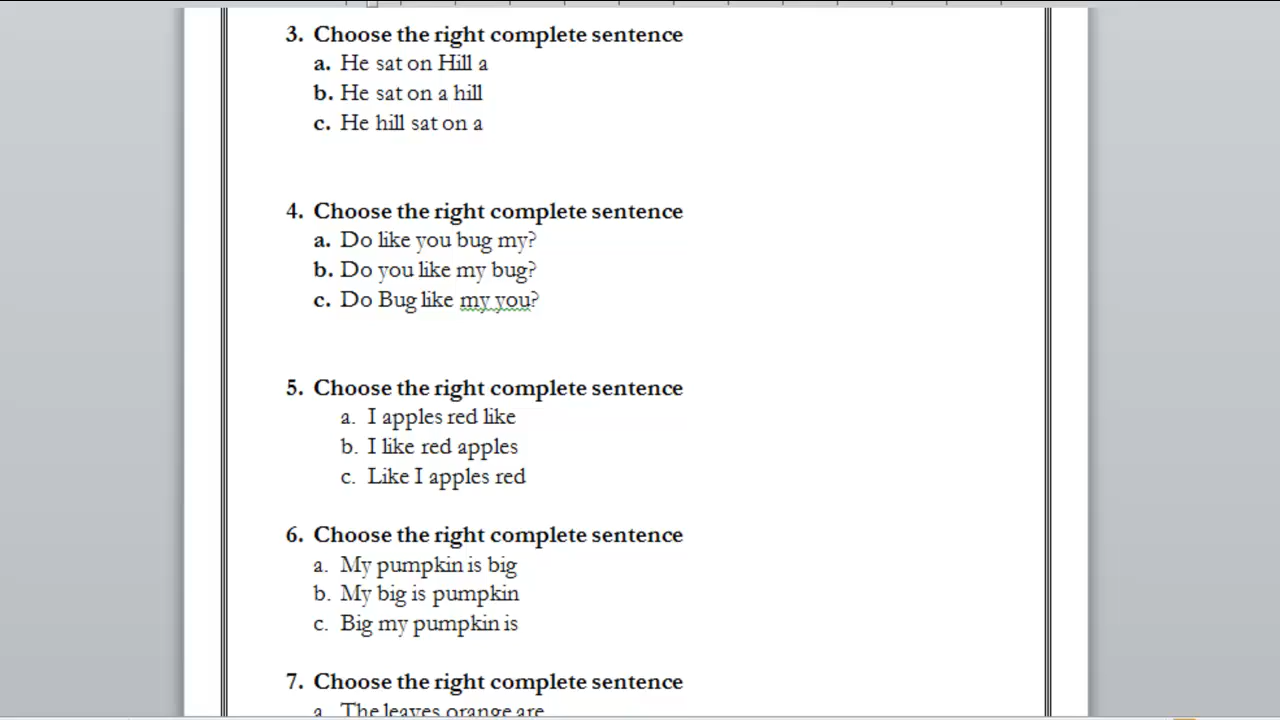 3. Choose the right complete sentence
a. He sat on Hill a
b. He sat on a hill
c. He hill sat on a
4. Choose the right complete sentence
a. Do like you bug my?
b. Do you like my bug?
c. Do Bug like my you?
5. Choose the right complete sentence
a. I apples red like
b. I like red apples
c. Like I apples red
6. Choose the right complete sentence
a. My pumpkin is big
b. My big is pumpkin
c. Big my pumpkin is
7. Choose the right complete sentence
a. The leaves orange are